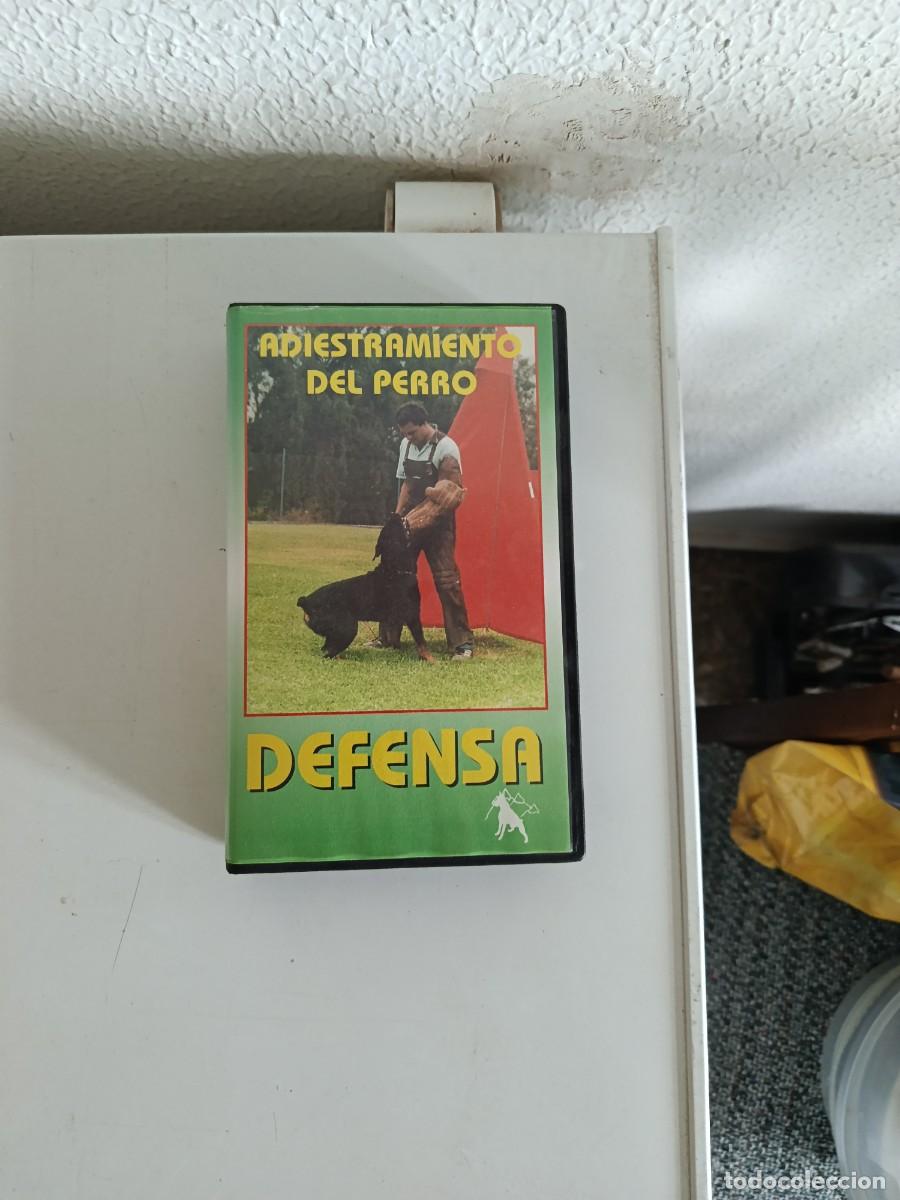 ADIESTRAMIENTO
DEL PERRO
DEFENSA
todocoleccion